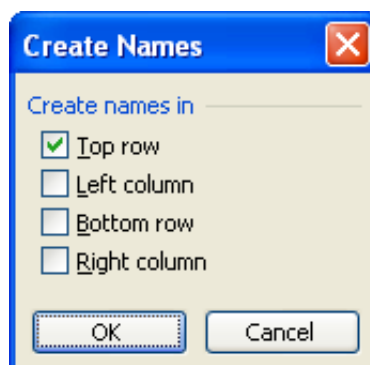 Create Names
Create names in
Top row
Left column
Bottom row
Right column
OK Cancel